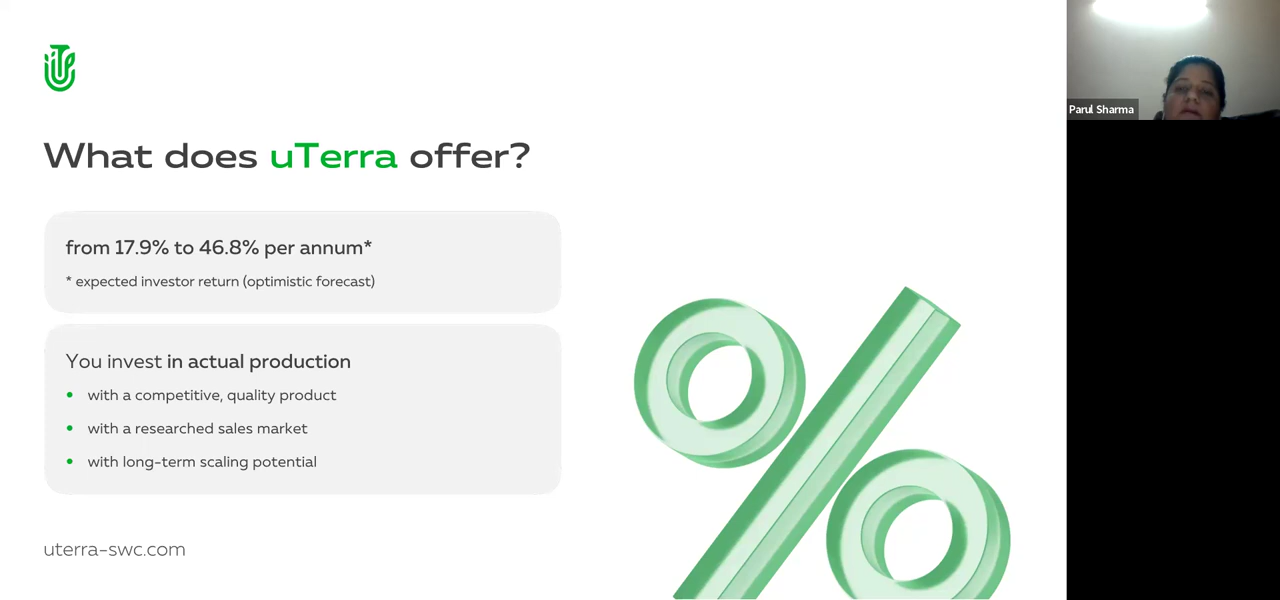 What does uTerra offer?
from 17.9% to 46.8% per annum*
* expected investor return (optimistic forecast)
You invest in actual production
with a competitive, quality product
with a researched sales market
with long-term scaling potential
uterra-swc.com
Parul Sharma